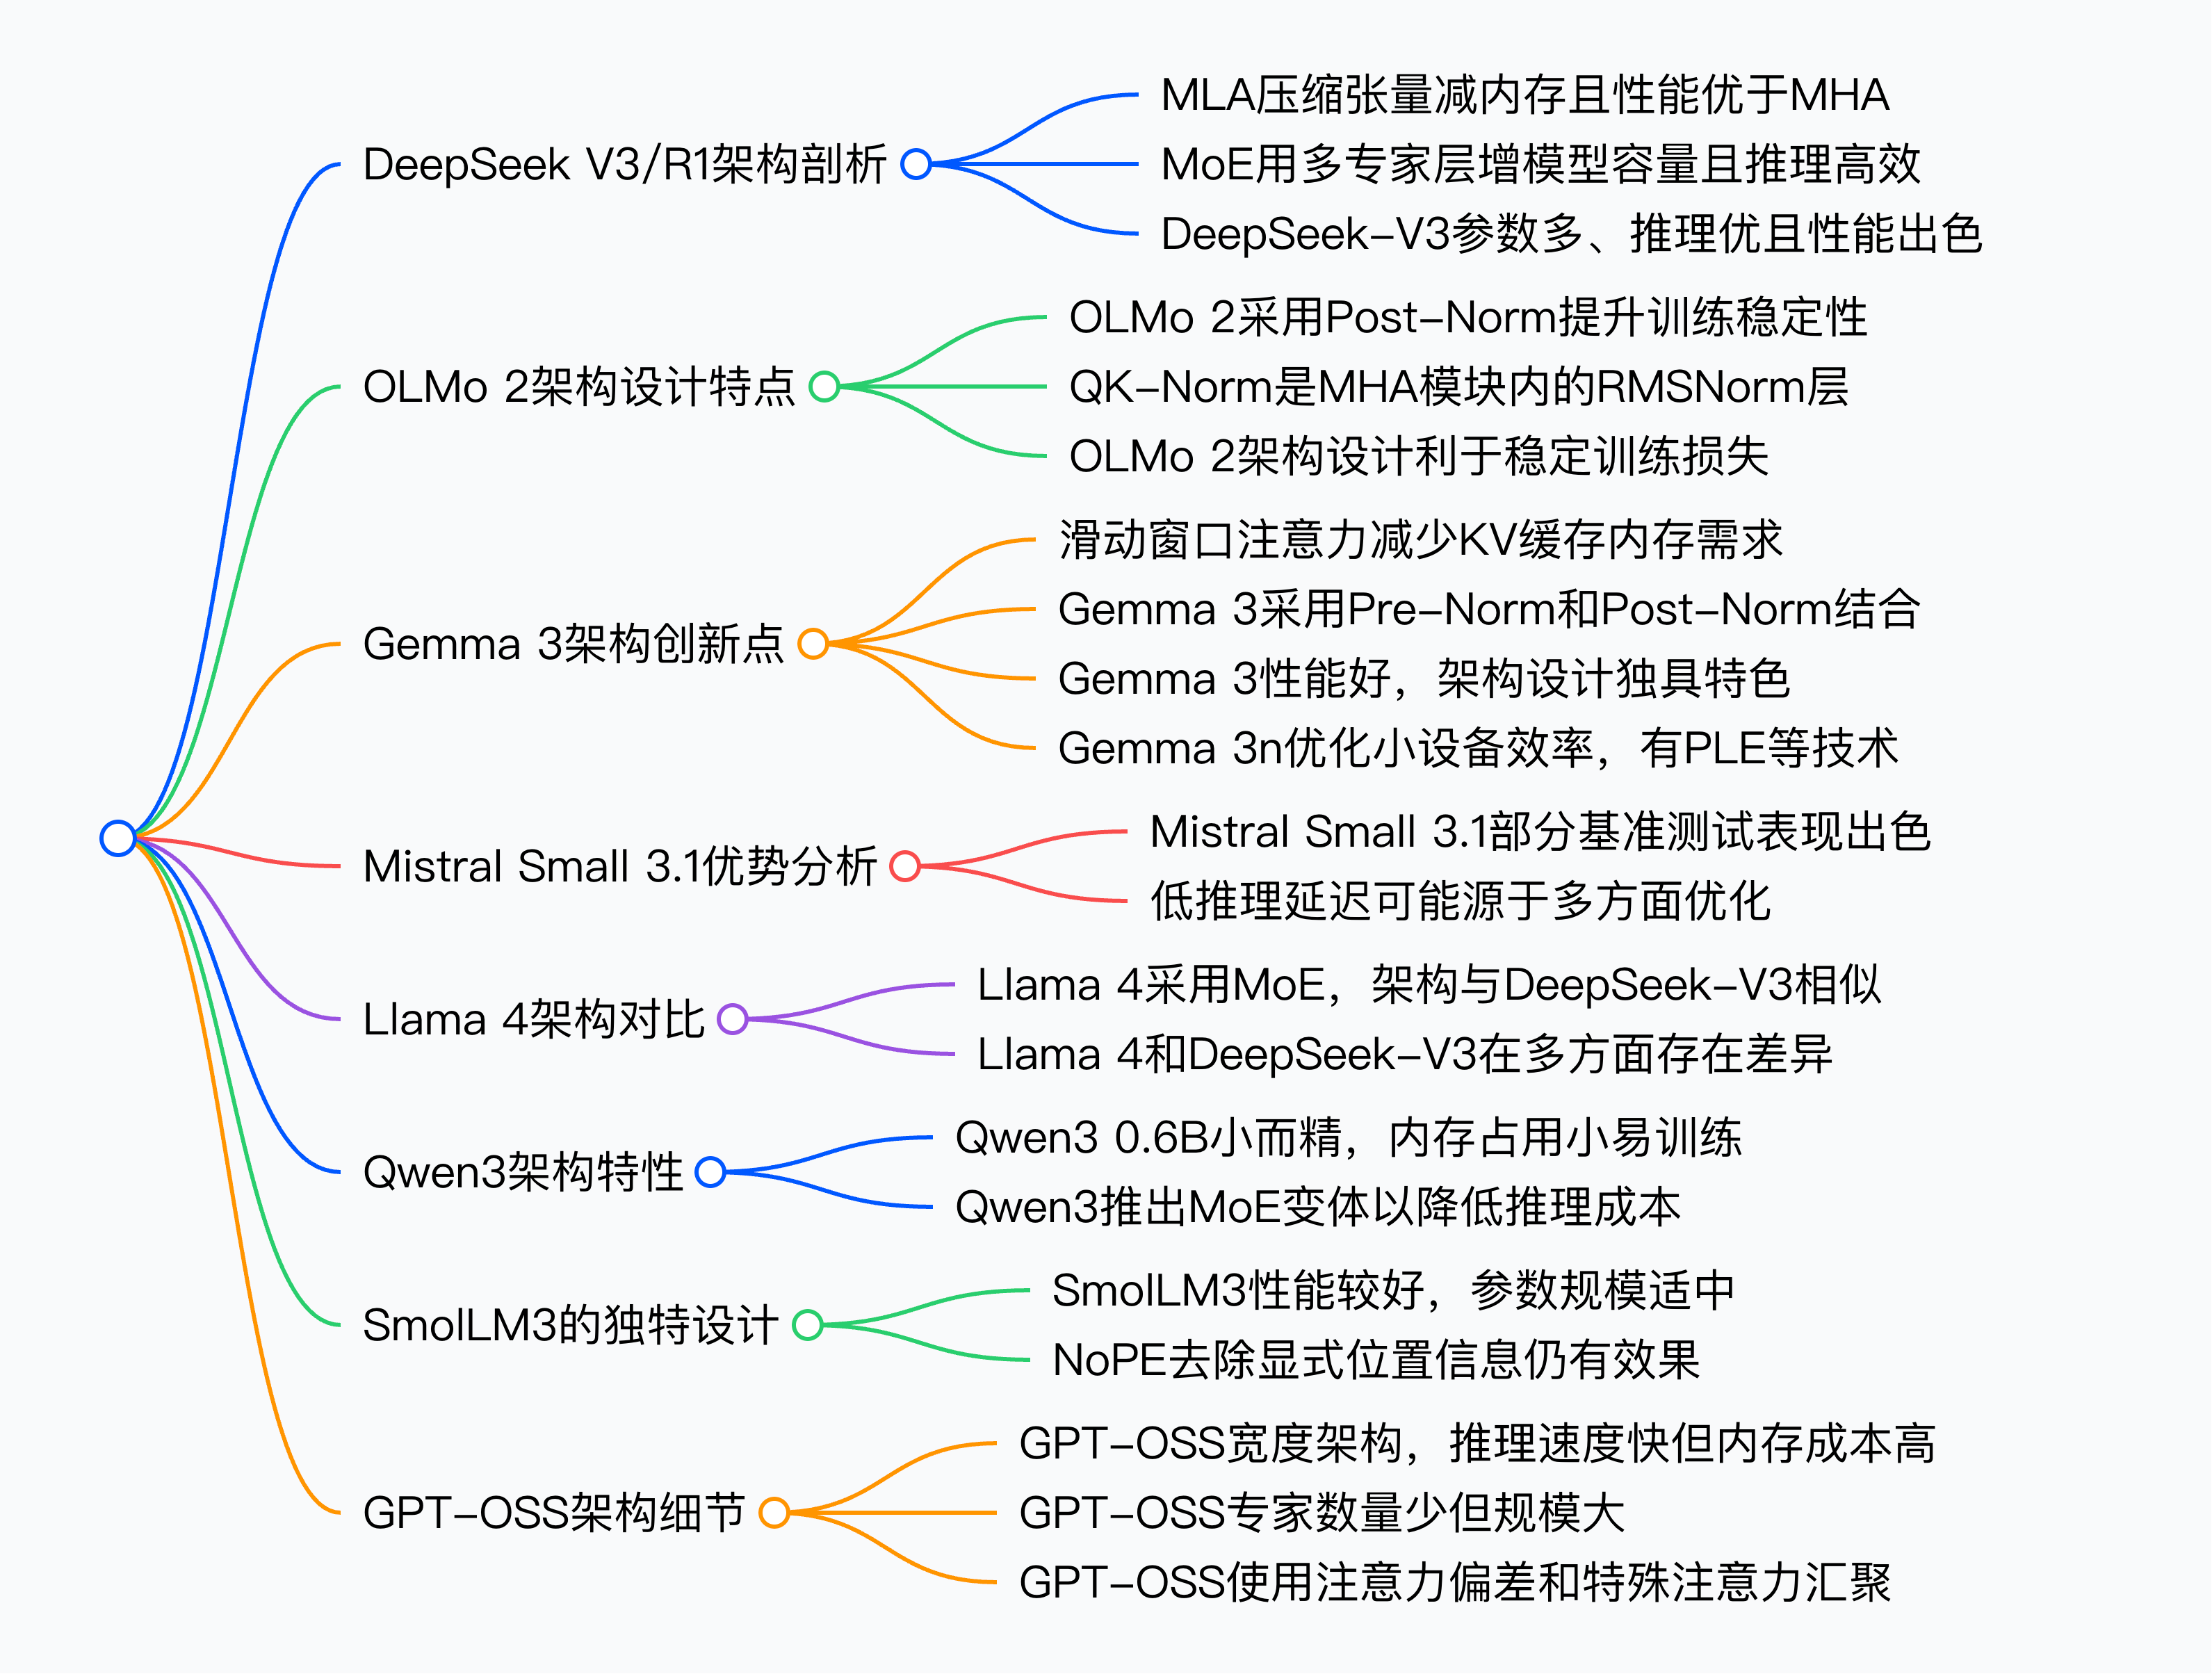 DeepSeek V3/R1架构剖析
MLA压缩张量减内存且性能优于MHA
MoE用多专家层增模型容量且推理高效
DeepSeek-V3参数多、推理优且性能出色
OLMo 2架构设计特点
OLMo 2采用Post-Norm提升训练稳定性
QK-Norm是MHA模块内的RMSNorm层
OLMo 2架构设计利于稳定训练损失
Gemma 3架构创新点
滑动窗口注意力减少KV缓存内存需求
Gemma 3采用Pre-Norm和Post-Norm结合
Gemma 3性能好，架构设计独具特色
Gemma 3n优化小设备效率，有PLE等技术
Mistral Small 3.1优势分析
Mistral Small 3.1部分基准测试表现出色
低推理延迟可能源于多方面优化
Llama 4架构对比
Llama 4采用MoE，架构与DeepSeek-V3相似
Llama 4和DeepSeek-V3在多方面存在差异
Qwen3架构特性
Qwen3 0.6B小而精，内存占用小易训练
Qwen3推出MoE变体以降低推理成本
SmolLM3的独特设计
SmolLM3性能较好，参数规模适中
NoPE去除显式位置信息仍有效果
GPT-OSS架构细节
GPT-OSS宽度架构，推理速度快但内存成本高
GPT-OSS专家数量少但规模大
GPT-OSS使用注意力偏差和特殊注意力汇聚